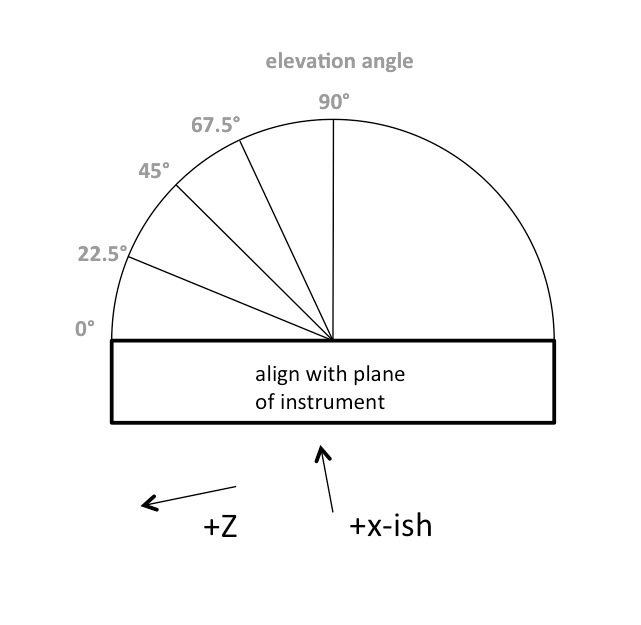 elevation angle
90°
67.5°
45°
22.5°
0°
align with plane
of instrument
+Z
+x-ish